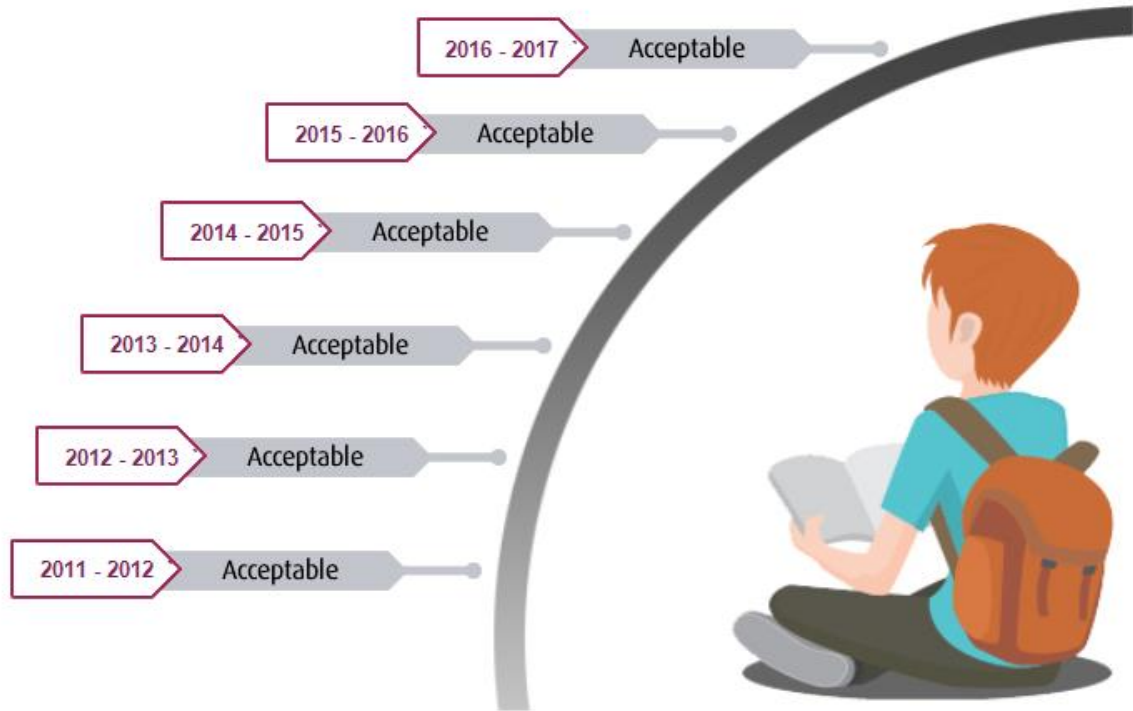 2016 - 2017 Acceptable
2015 - 2016 Acceptable
2014 - 2015 Acceptable
2013 - 2014 Acceptable
2012 - 2013 Acceptable
2011 - 2012 Acceptable